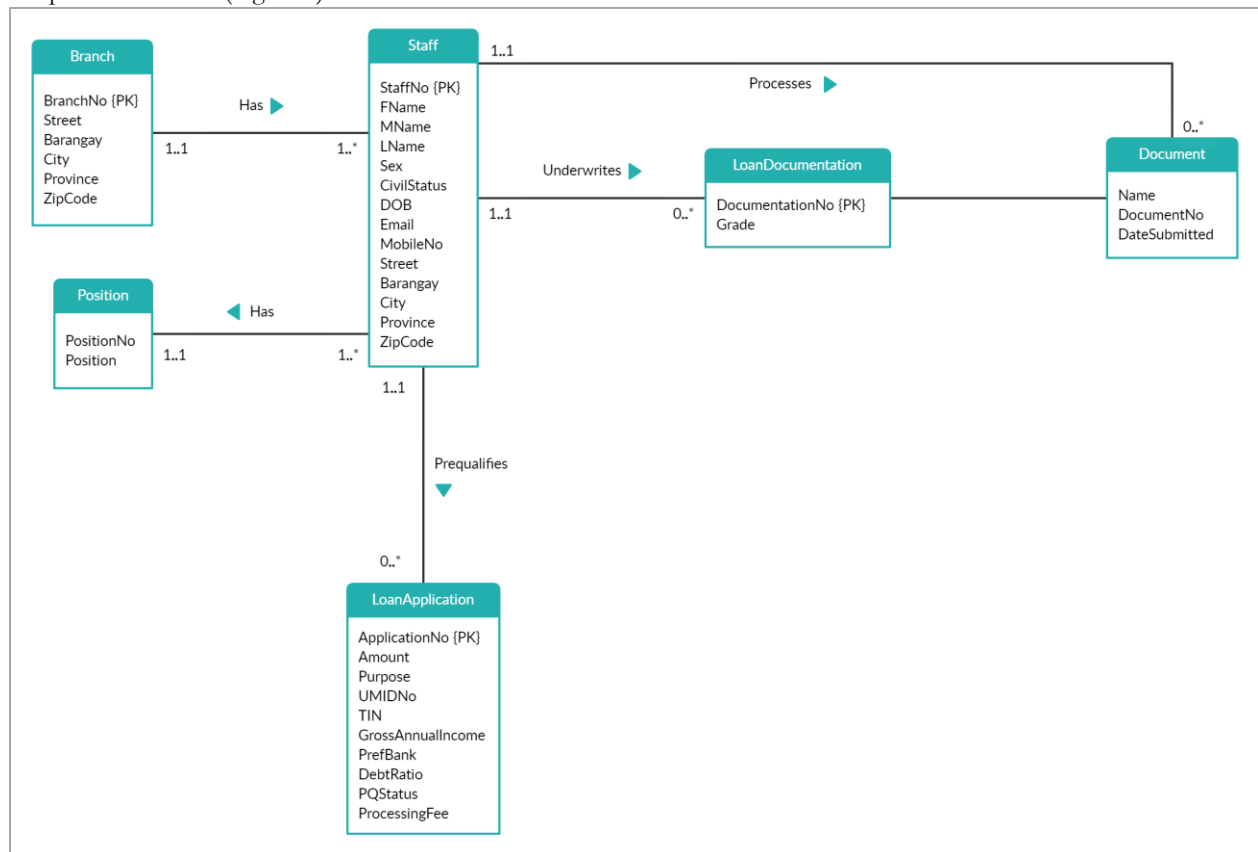 Branch
BranchNo {PK}
Street
Barangay
City
Province
ZipCode
Has
1..1
1..*
Staff
StaffNo {PK}
FName
MName
LName
Sex
CivilStatus
DOB
Email
MobileNo
Street
Barangay
City
Province
ZipCode
1..1
Processes
0..*
Underwrites
1..1
0..*
LoanDocumentation
DocumentationNo {PK}
Grade
Document
Name
DocumentNo
DateSubmitted
Position
PositionNo
Position
Has
1..1
1..*
1..1
Prequalifies
0..*
LoanApplication
ApplicationNo {PK}
Amount
Purpose
UMIDNo
TIN
GrossAnnualIncome
PrefBank
DebtRatio
PQStatus
ProcessingFee